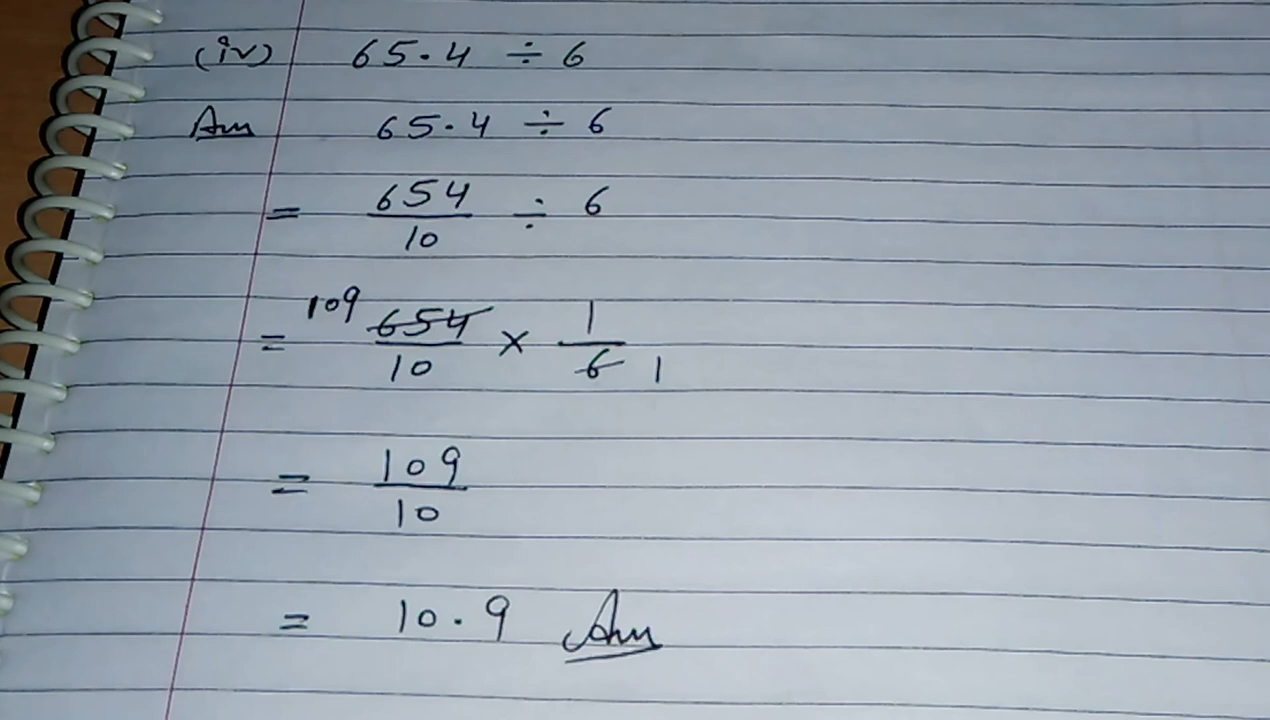 (iv) 65.4 ÷ 6
Ans 65.4 ÷ 6
= 654/10 ÷ 6
= 109 654/10 × 1/6 1
= 109/10
= 10.9 Ans